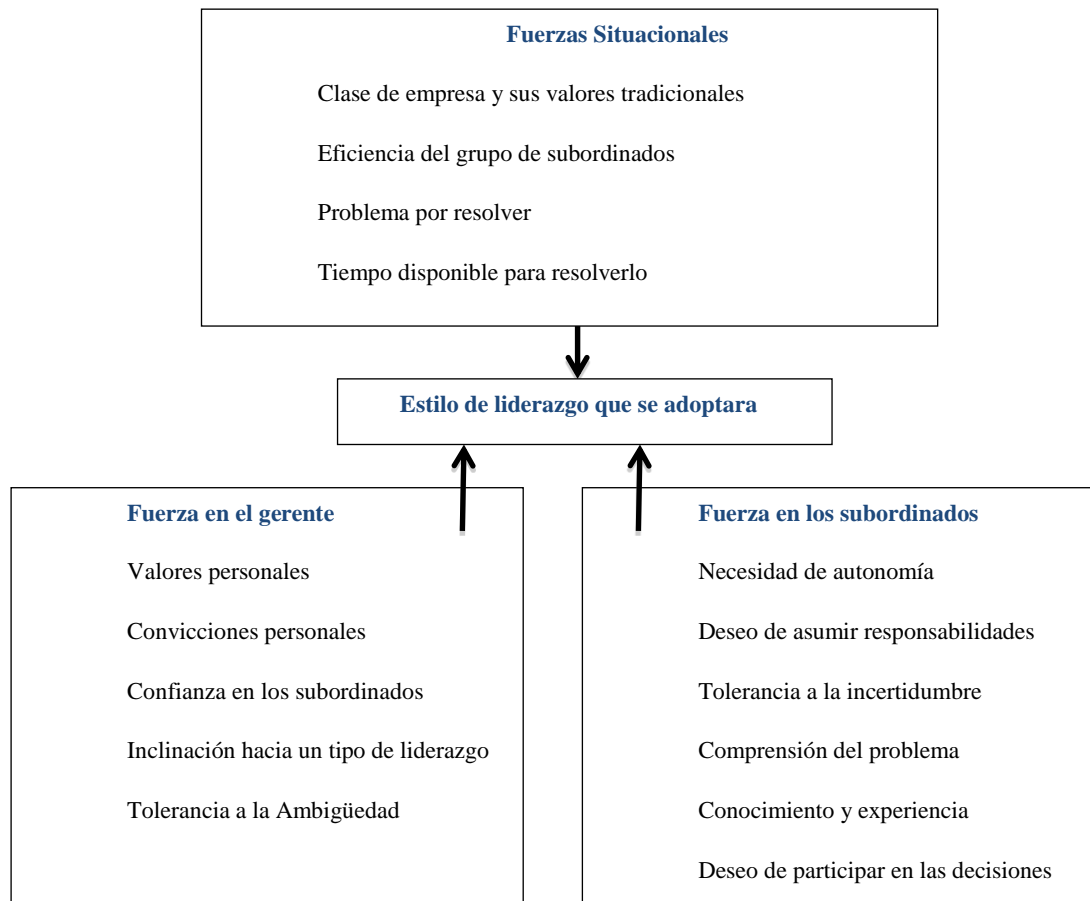 Fuerzas Situacionales
Clase de empresa y sus valores tradicionales
Eficiencia del grupo de subordinados
Problema por resolver
Tiempo disponible para resolverlo
Estilo de liderazgo que se adoptara
Fuerza en el gerente
Valores personales
Convicciones personales
Confianza en los subordinados
Inclinación hacia un tipo de liderazgo
Tolerancia a la Ambigüedad
Fuerza en los subordinados
Necesidad de autonomía
Deseo de asumir responsabilidades
Tolerancia a la incertidumbre
Comprensión del problema
Conocimiento y experiencia
Deseo de participar en las decisiones